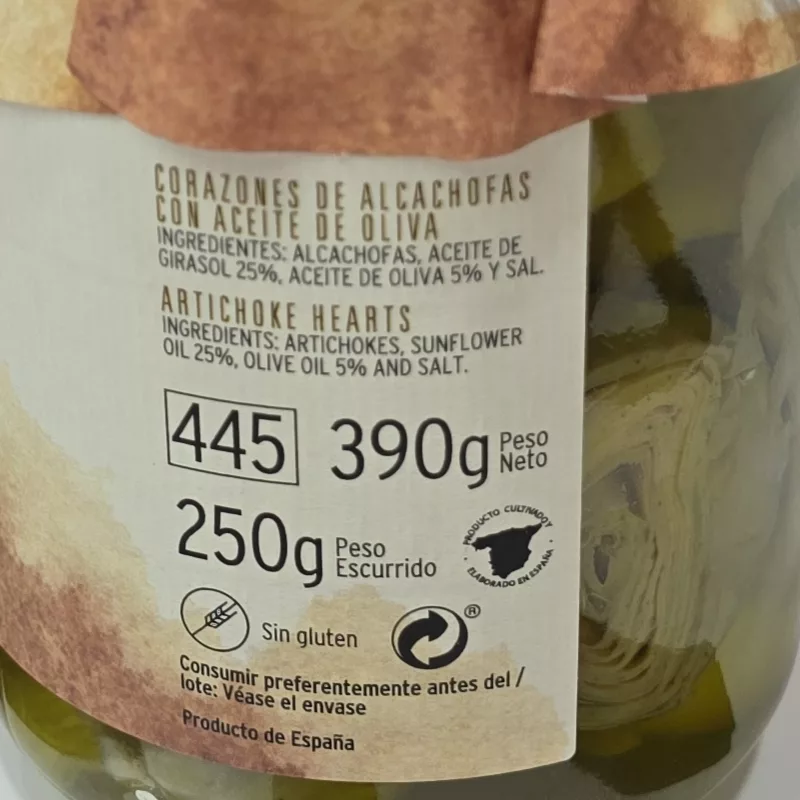 CORAZONES DE ALCACHOFAS
CON ACEITE DE OLIVA
INGREDIENTES: ALCACHOFAS, ACEITE DE
GIRASOL 25%, ACEITE DE OLIVA 5% Y SAL.
ARTICHOKE HEARTS
INGREDIENTS: ARTICHOKES, SUNFLOWER
OIL 25%, OLIVE OIL 5% AND SALT.
445 390g Peso
Neto
250g Peso
Escurrido
PRODUCTO CULTIVADO Y
ELABORADO EN ESPAÑA
Sin gluten
®
Consumir preferentemente antes del /
lote: Véase el envase
Producto de España